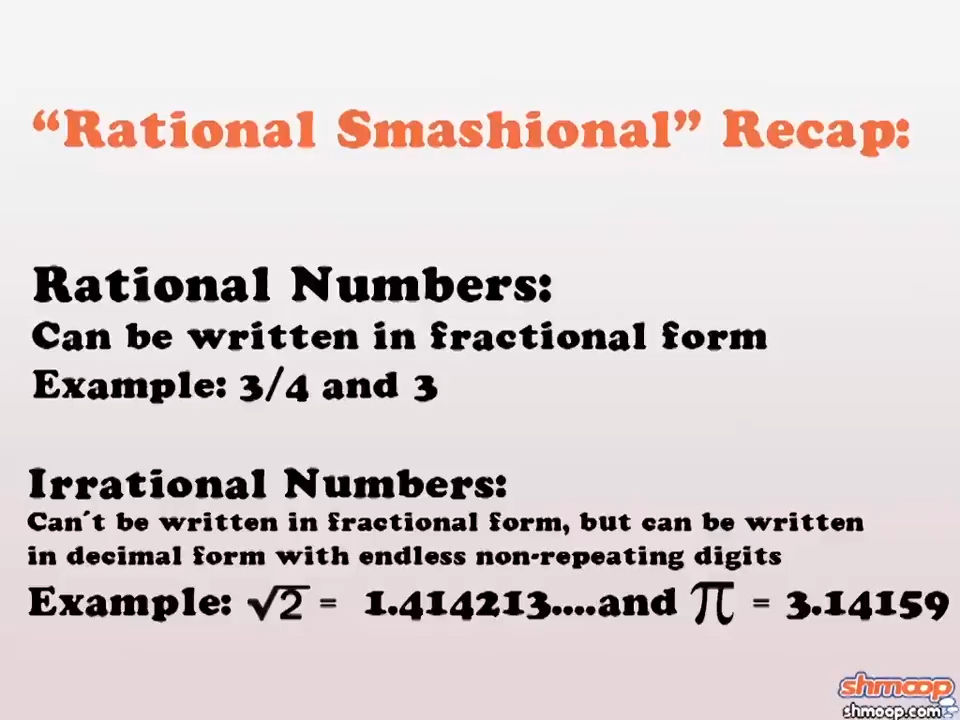 “Rational Smashional” Recap:
Rational Numbers:
Can be written in fractional form
Example: 3/4 and 3
Irrational Numbers:
Can´t be written in fractional form, but can be written
in decimal form with endless non-repeating digits
Example: √2 = 1.414213....and π = 3.14159
shmoop
shmoop.com